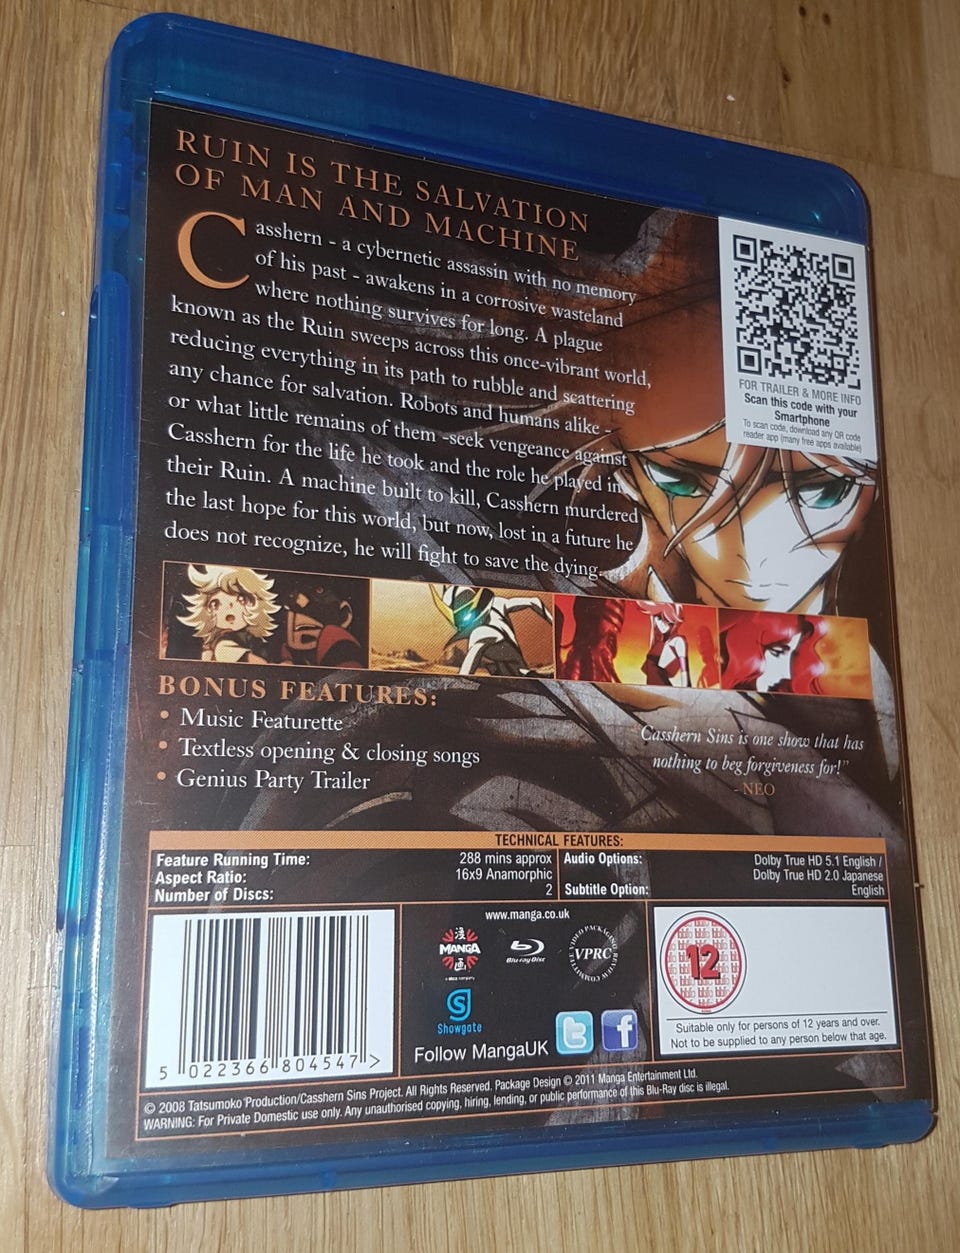 RUIN IS THE SALVATION
OF MAN AND MACHINE
Casshern - a cybernetic assassin with no memory
of his past - awakens in a corrosive wasteland
where nothing survives for long. A plague
known as the Ruin sweeps across this once-vibrant world,
reducing everything in its path to rubble and scattering
any chance for salvation. Robots and humans alike -
or what little remains of them -seek vengeance against
Casshern for the life he took and the role he played in
their Ruin. A machine built to kill, Casshern murdered
the last hope for this world, but now, lost in a future he
does not recognize, he will fight to save the dying.
FOR TRAILER & MORE INFO
Scan this code with your
Smartphone
To scan code, download any QR code
reader app (many free apps available)
BONUS FEATURES:
• Music Featurette
• Textless opening & closing songs
• Genius Party Trailer
Casshern Sins is one show that has
nothing to beg forgiveness for!"
- NEO
TECHNICAL FEATURES:
Feature Running Time: 288 mins approx
Aspect Ratio: 16x9 Anamorphic
Number of Discs: 2
Audio Options: Dolby True HD 5.1 English /
Dolby True HD 2.0 Japanese
Subtitle Option: English
5 022366 804547 >
www.manga.co.uk
漫
MANGA
画
Blu-ray Disc
VIDEO PACKAGING REVIEW COMMITTEE
VPRC
Showgate
Follow MangaUK
t
f
12
Suitable only for persons of 12 years and over.
Not to be supplied to any person below that age.
© 2008 Tatsumoko Production/Casshern Sins Project. All Rights Reserved. Package Design © 2011 Manga Entertainment Ltd.
WARNING: For Private Domestic use only. Any unauthorised copying, hiring, lending, or public performance of this Blu-Ray disc is illegal.